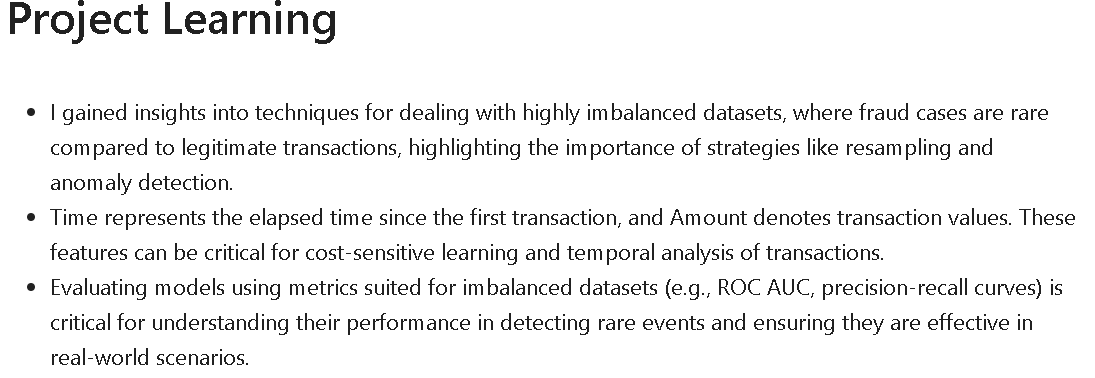 Project Learning
• I gained insights into techniques for dealing with highly imbalanced datasets, where fraud cases are rare
compared to legitimate transactions, highlighting the importance of strategies like resampling and
anomaly detection.
• Time represents the elapsed time since the first transaction, and Amount denotes transaction values. These
features can be critical for cost-sensitive learning and temporal analysis of transactions.
• Evaluating models using metrics suited for imbalanced datasets (e.g., ROC AUC, precision-recall curves) is
critical for understanding their performance in detecting rare events and ensuring they are effective in
real-world scenarios.